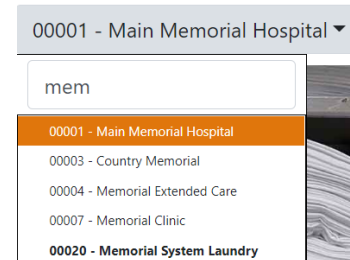 00001 - Main Memorial Hospital
mem
00001 - Main Memorial Hospital
00003 - Country Memorial
00004 - Memorial Extended Care
00007 - Memorial Clinic
00020 - Memorial System Laundry